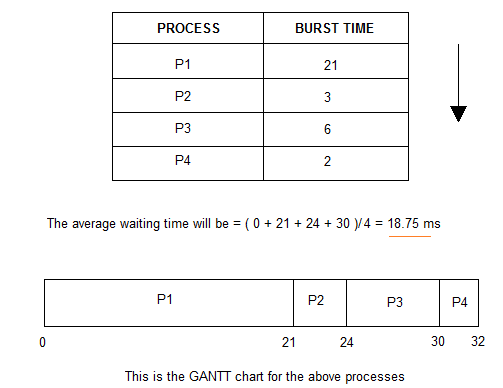 PROCESS BURST TIME
P1 21
P2 3
P3 6
P4 2
The average waiting time will be = ( 0 + 21 + 24 + 30 )/ 4 = 18.75 ms
P1 P2 P3 P4
0 21 24 30 32
This is the GANTT chart for the above processes